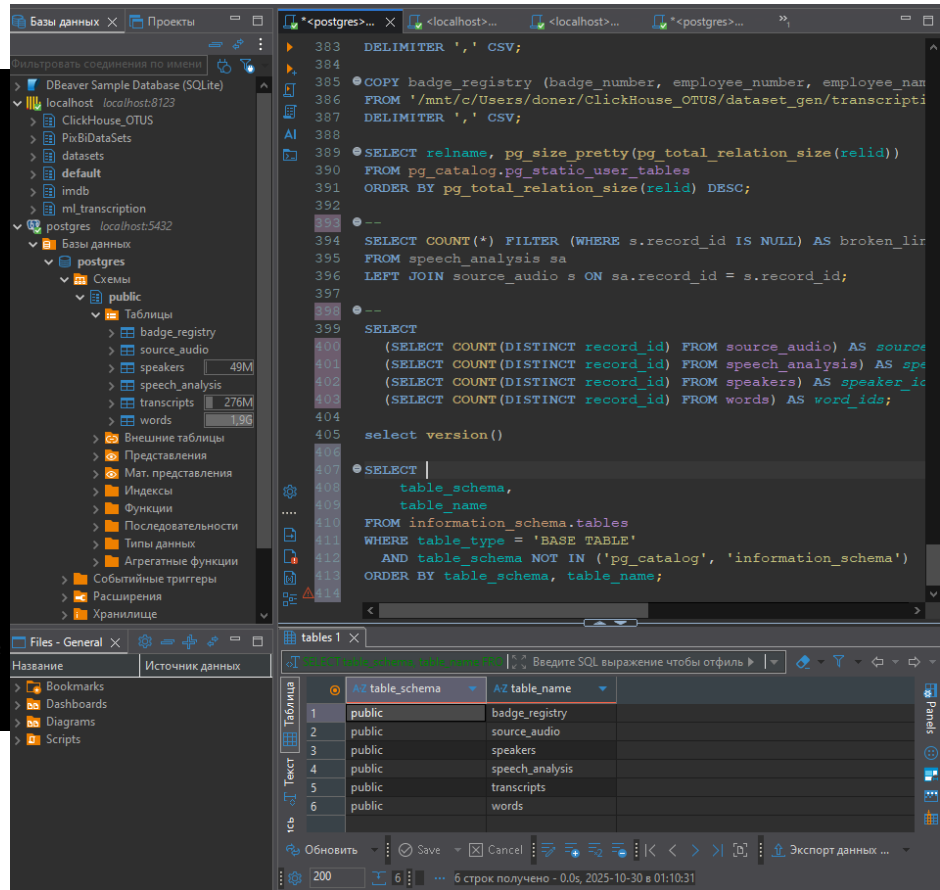 Базы данных
Проекты
Фильтровать соединения по имени
DBeaver Sample Database (SQLite)
localhost localhost:8123
ClickHouse_OTUS
PixBiDataSets
datasets
default
imdb
ml_transcription
postgres localhost:5432
Базы данных
postgres
Схемы
public
Таблицы
badge_registry
source_audio
speakers 49M
speech_analysis
transcripts 276M
words 1,9G
Внешние таблицы
Представления
Мат. представления
Индексы
Функции
Последовательности
Типы данных
Агрегатные функции
Событийные триггеры
Расширения
Хранилище
Files - General
Название Источник данных
Bookmarks
Dashboards
Diagrams
Scripts
*<postgres>... <localhost>... <localhost>... *<postgres>... »1
AI
383 DELIMITER ',' CSV;
384
385 COPY badge_registry (badge_number, employee_number, employee_nam
386 FROM '/mnt/c/Users/doner/ClickHouse_OTUS/dataset_gen/transcripti
387 DELIMITER ',' CSV;
388
389 SELECT relname, pg_size_pretty(pg_total_relation_size(relid))
390 FROM pg_catalog.pg_statio_user_tables
391 ORDER BY pg_total_relation_size(relid) DESC;
392
393 --
394 SELECT COUNT(*) FILTER (WHERE s.record_id IS NULL) AS broken_lin
395 FROM speech_analysis sa
396 LEFT JOIN source_audio s ON sa.record_id = s.record_id;
397
398 --
399 SELECT
400 (SELECT COUNT(DISTINCT record_id) FROM source_audio) AS source
401 (SELECT COUNT(DISTINCT record_id) FROM speech_analysis) AS spe
402 (SELECT COUNT(DISTINCT record_id) FROM speakers) AS speaker_id
403 (SELECT COUNT(DISTINCT record_id) FROM words) AS word_ids;
404
405 select version()
406
407 SELECT
408 table_schema,
409 table_name
410 FROM information_schema.tables
411 WHERE table_type = 'BASE TABLE'
412 AND table_schema NOT IN ('pg_catalog', 'information_schema')
413 ORDER BY table_schema, table_name;
414
tables 1
SELECT table_schema, table_name FRO Введите SQL выражение чтобы отфильт
Таблица
Текст
Panels
A-Z table_schema A-Z table_name
1 public badge_registry
2 public source_audio
3 public speakers
4 public speech_analysis
5 public transcripts
6 public words
Обновить Save Cancel Экспорт данных ...
200 6 ... 6 строк получено - 0.0s, 2025-10-30 в 01:10:31